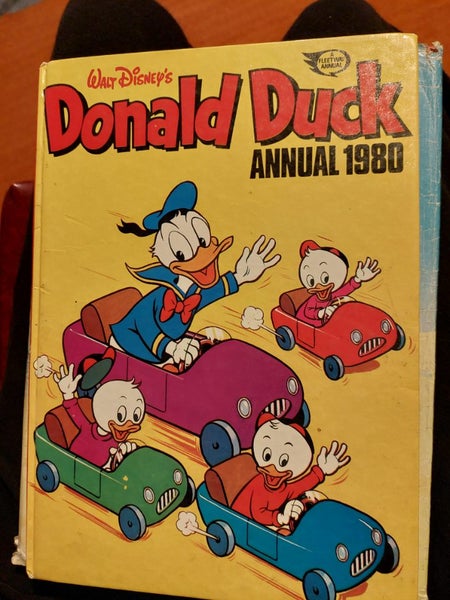 A
FLEETWAY
ANNUAL
WALT DISNEY'S
Donald Duck
ANNUAL 1980